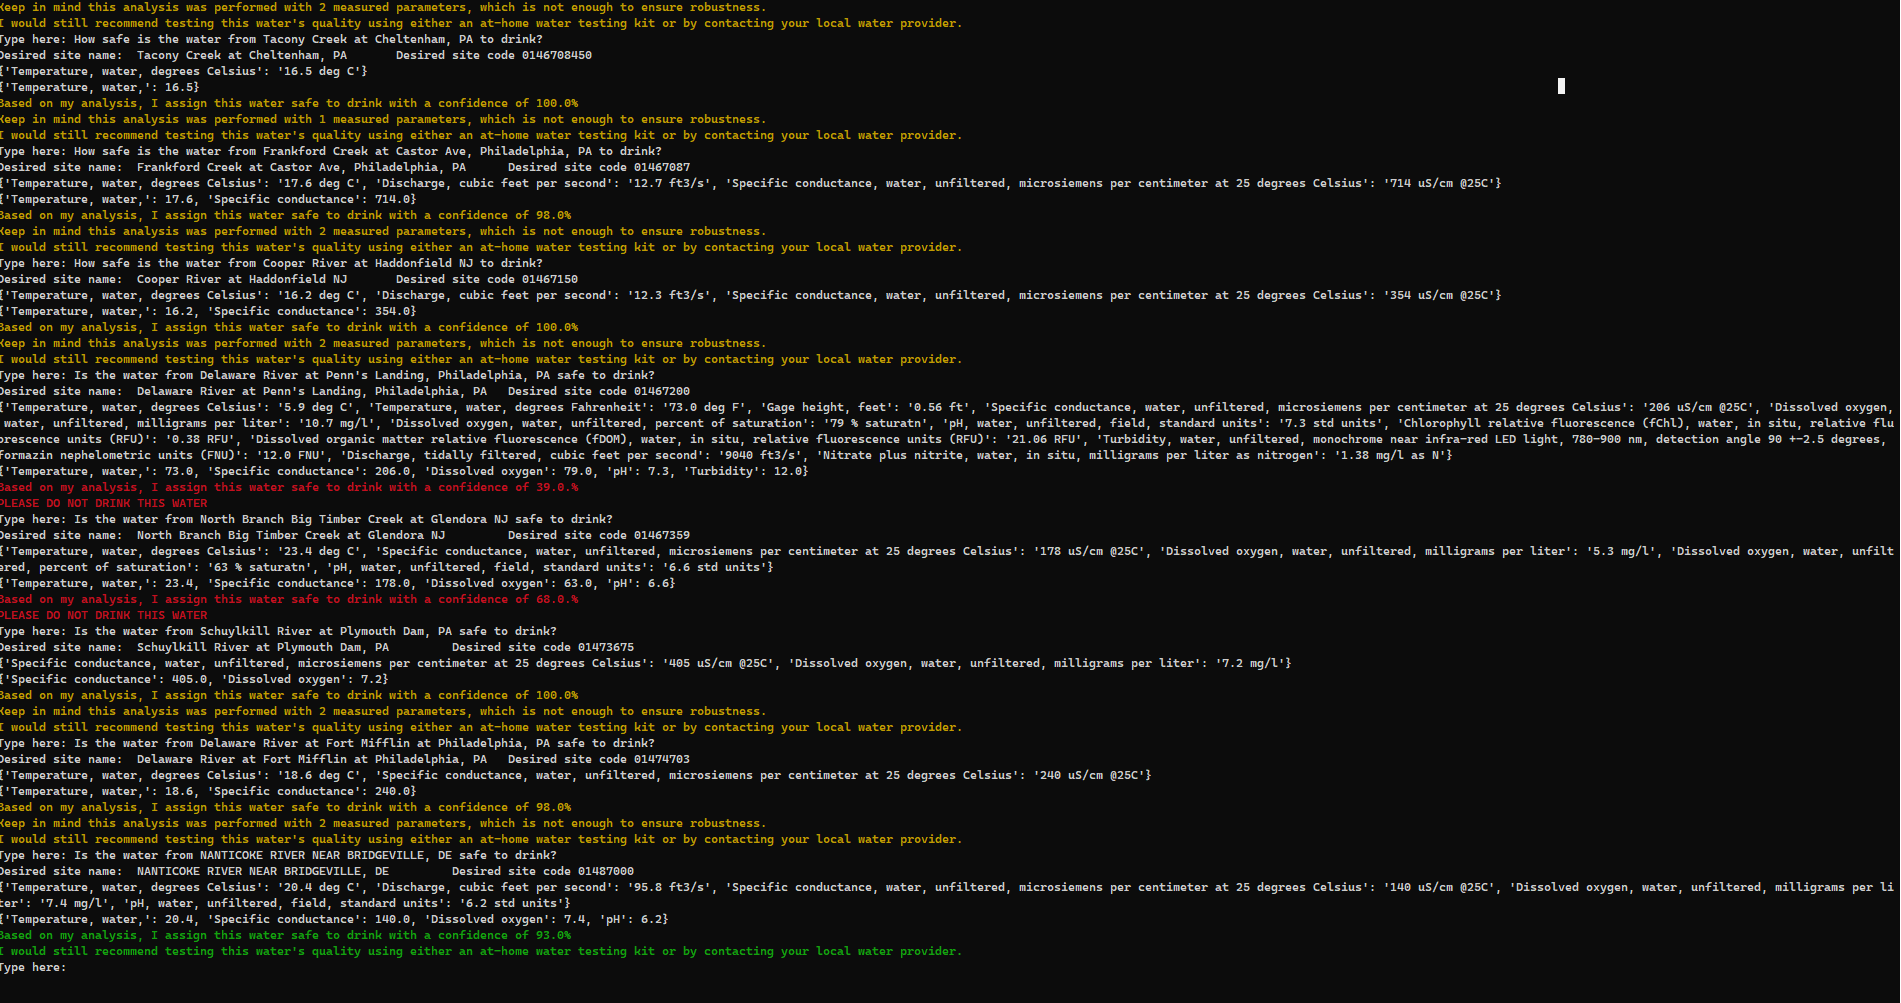 Keep in mind this analysis was performed with 2 measured parameters, which is not enough to ensure robustness.
I would still recommend testing this water's quality using either an at-home water testing kit or by contacting your local water provider.
Type here: How safe is the water from Tacony Creek at Cheltenham, PA to drink?
Desired site name:  Tacony Creek at Cheltenham, PA       Desired site code 0146708450
{'Temperature, water, degrees Celsius': '16.5 deg C'}
{'Temperature, water,': 16.5}
Based on my analysis, I assign this water safe to drink with a confidence of 100.0%
Keep in mind this analysis was performed with 1 measured parameters, which is not enough to ensure robustness.
I would still recommend testing this water's quality using either an at-home water testing kit or by contacting your local water provider.
Type here: How safe is the water from Frankford Creek at Castor Ave, Philadelphia, PA to drink?
Desired site name:  Frankford Creek at Castor Ave, Philadelphia, PA      Desired site code 01467087
{'Temperature, water, degrees Celsius': '17.6 deg C', 'Discharge, cubic feet per second': '12.7 ft3/s', 'Specific conductance, water, unfiltered, microsiemens per centimeter at 25 degrees Celsius': '714 uS/cm @25C'}
{'Temperature, water,': 17.6, 'Specific conductance': 714.0}
Based on my analysis, I assign this water safe to drink with a confidence of 98.0%
Keep in mind this analysis was performed with 2 measured parameters, which is not enough to ensure robustness.
I would still recommend testing this water's quality using either an at-home water testing kit or by contacting your local water provider.
Type here: How safe is the water from Cooper River at Haddonfield NJ to drink?
Desired site name:  Cooper River at Haddonfield NJ       Desired site code 01467150
{'Temperature, water, degrees Celsius': '16.2 deg C', 'Discharge, cubic feet per second': '12.3 ft3/s', 'Specific conductance, water, unfiltered, microsiemens per centimeter at 25 degrees Celsius': '354 uS/cm @25C'}
{'Temperature, water,': 16.2, 'Specific conductance': 354.0}
Based on my analysis, I assign this water safe to drink with a confidence of 100.0%
Keep in mind this analysis was performed with 2 measured parameters, which is not enough to ensure robustness.
I would still recommend testing this water's quality using either an at-home water testing kit or by contacting your local water provider.
Type here: Is the water from Delaware River at Penn's Landing, Philadelphia, PA safe to drink?
Desired site name:  Delaware River at Penn's Landing, Philadelphia, PA   Desired site code 01467200
{'Temperature, water, degrees Celsius': '5.9 deg C', 'Temperature, water, degrees Fahrenheit': '73.0 deg F', 'Gage height, feet': '0.56 ft', 'Specific conductance, water, unfiltered, microsiemens per centimeter at 25 degrees Celsius': '206 uS/cm @25C', 'Dissolved oxygen,
 water, unfiltered, milligrams per liter': '10.7 mg/l', 'Dissolved oxygen, water, unfiltered, percent of saturation': '79 % saturatn', 'pH, water, unfiltered, field, standard units': '7.3 std units', 'Chlorophyll relative fluorescence (fChl), water, in situ, relative flu
orescence units (RFU)': '0.38 RFU', 'Dissolved organic matter relative fluorescence (fDOM), water, in situ, relative fluorescence units (RFU)': '21.06 RFU', 'Turbidity, water, unfiltered, monochrome near infra-red LED light, 780-900 nm, detection angle 90 +-2.5 degrees,
formazin nephelometric units (FNU)': '12.0 FNU', 'Discharge, tidally filtered, cubic feet per second': '9040 ft3/s', 'Nitrate plus nitrite, water, in situ, milligrams per liter as nitrogen': '1.38 mg/l as N'}
{'Temperature, water,': 73.0, 'Specific conductance': 206.0, 'Dissolved oxygen': 79.0, 'pH': 7.3, 'Turbidity': 12.0}
Based on my analysis, I assign this water safe to drink with a confidence of 39.0.%
PLEASE DO NOT DRINK THIS WATER
Type here: Is the water from North Branch Big Timber Creek at Glendora NJ safe to drink?
Desired site name:  North Branch Big Timber Creek at Glendora NJ         Desired site code 01467359
{'Temperature, water, degrees Celsius': '23.4 deg C', 'Specific conductance, water, unfiltered, microsiemens per centimeter at 25 degrees Celsius': '178 uS/cm @25C', 'Dissolved oxygen, water, unfiltered, milligrams per liter': '5.3 mg/l', 'Dissolved oxygen, water, unfilt
ered, percent of saturation': '63 % saturatn', 'pH, water, unfiltered, field, standard units': '6.6 std units'}
{'Temperature, water,': 23.4, 'Specific conductance': 178.0, 'Dissolved oxygen': 63.0, 'pH': 6.6}
Based on my analysis, I assign this water safe to drink with a confidence of 68.0.%
PLEASE DO NOT DRINK THIS WATER
Type here: Is the water from Schuylkill River at Plymouth Dam, PA safe to drink?
Desired site name:  Schuylkill River at Plymouth Dam, PA         Desired site code 01473675
{'Specific conductance, water, unfiltered, microsiemens per centimeter at 25 degrees Celsius': '405 uS/cm @25C', 'Dissolved oxygen, water, unfiltered, milligrams per liter': '7.2 mg/l'}
{'Specific conductance': 405.0, 'Dissolved oxygen': 7.2}
Based on my analysis, I assign this water safe to drink with a confidence of 100.0%
Keep in mind this analysis was performed with 2 measured parameters, which is not enough to ensure robustness.
I would still recommend testing this water's quality using either an at-home water testing kit or by contacting your local water provider.
Type here: Is the water from Delaware River at Fort Mifflin at Philadelphia, PA safe to drink?
Desired site name:  Delaware River at Fort Mifflin at Philadelphia, PA   Desired site code 01474703
{'Temperature, water, degrees Celsius': '18.6 deg C', 'Specific conductance, water, unfiltered, microsiemens per centimeter at 25 degrees Celsius': '240 uS/cm @25C'}
{'Temperature, water,': 18.6, 'Specific conductance': 240.0}
Based on my analysis, I assign this water safe to drink with a confidence of 98.0%
Keep in mind this analysis was performed with 2 measured parameters, which is not enough to ensure robustness.
I would still recommend testing this water's quality using either an at-home water testing kit or by contacting your local water provider.
Type here: Is the water from NANTICOKE RIVER NEAR BRIDGEVILLE, DE safe to drink?
Desired site name:  NANTICOKE RIVER NEAR BRIDGEVILLE, DE         Desired site code 01487000
{'Temperature, water, degrees Celsius': '20.4 deg C', 'Discharge, cubic feet per second': '95.8 ft3/s', 'Specific conductance, water, unfiltered, microsiemens per centimeter at 25 degrees Celsius': '140 uS/cm @25C', 'Dissolved oxygen, water, unfiltered, milligrams per li
ter': '7.4 mg/l', 'pH, water, unfiltered, field, standard units': '6.2 std units'}
{'Temperature, water,': 20.4, 'Specific conductance': 140.0, 'Dissolved oxygen': 7.4, 'pH': 6.2}
Based on my analysis, I assign this water safe to drink with a confidence of 93.0%
I would still recommend testing this water's quality using either an at-home water testing kit or by contacting your local water provider.
Type here: